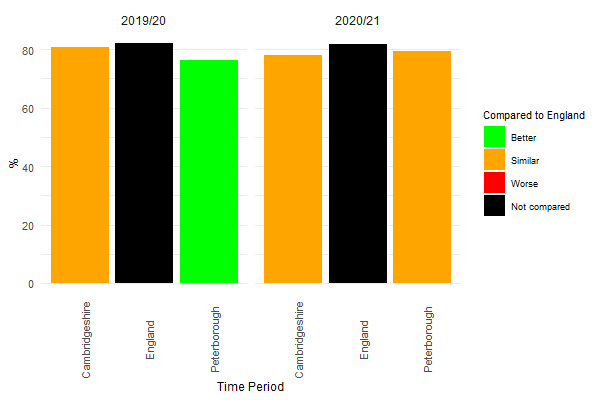 2019/20
2020/21
80
60
40
20
0
%
Cambridgeshire
England
Peterborough
Cambridgeshire
England
Peterborough
Time Period
Compared to England
Better
Similar
Worse
Not compared